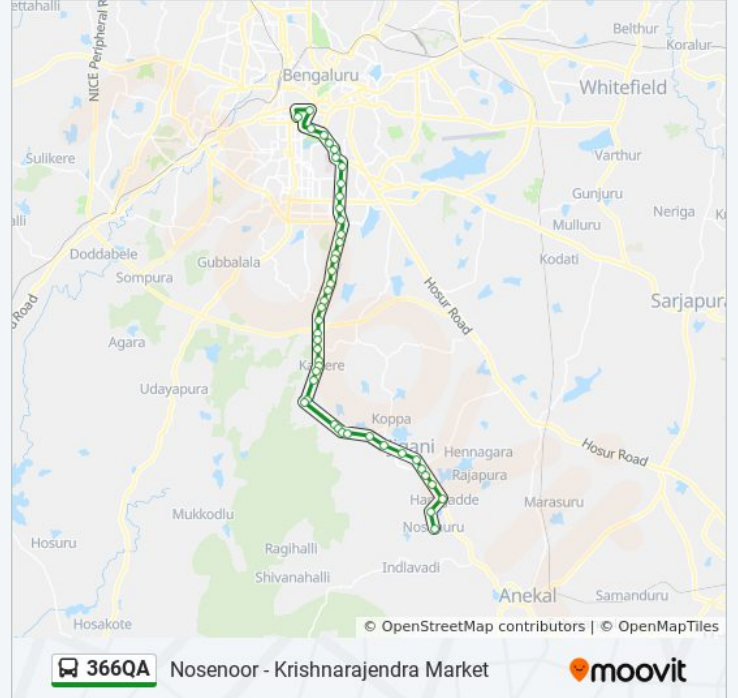 ettahalli
Belthur
Koralur
NICE Peripheral R
Bengaluru
Whitefield
Sulikere
Varthur
Gunjuru
Neriga
alli
Mulluru
Doddabele
Gubbalala
Kodati
Sompura
Hosur Road
Sarjapura
Road
Agara
Udayapura
Koppa
Hosur Road
Hennagara
Rajapura
Mukkodlu
Marasuru
Hosuru
Ragihalli
Indlavadi
Shivanahalli
Anekal
Samanduru
Hosakote
© OpenStreetMap contributors | © OpenMapTiles
366QA Nosenoor - Krishnarajendra Market moovit